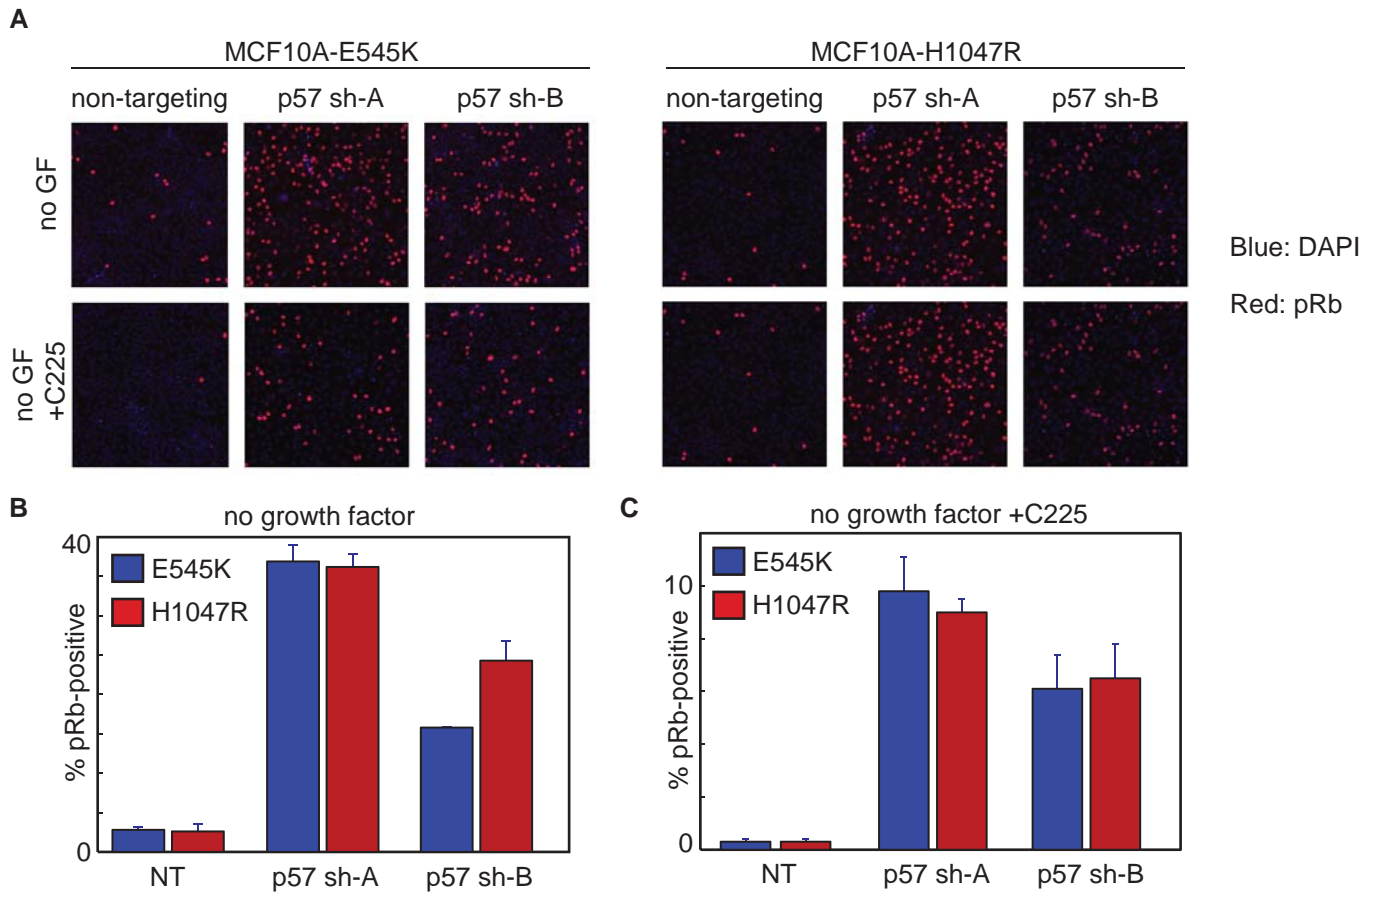 A
MCF10A-E545K
MCF10A-H1047R
non-targeting
p57 sh-A
p57 sh-B
non-targeting
p57 sh-A
p57 sh-B
no GF
no GF
+C225
Blue: DAPI
Red: pRb
B
no growth factor
40
0
% pRb-positive
E545K
H1047R
NT
p57 sh-A
p57 sh-B
C
no growth factor +C225
10
0
% pRb-positive
E545K
H1047R
NT
p57 sh-A
p57 sh-B